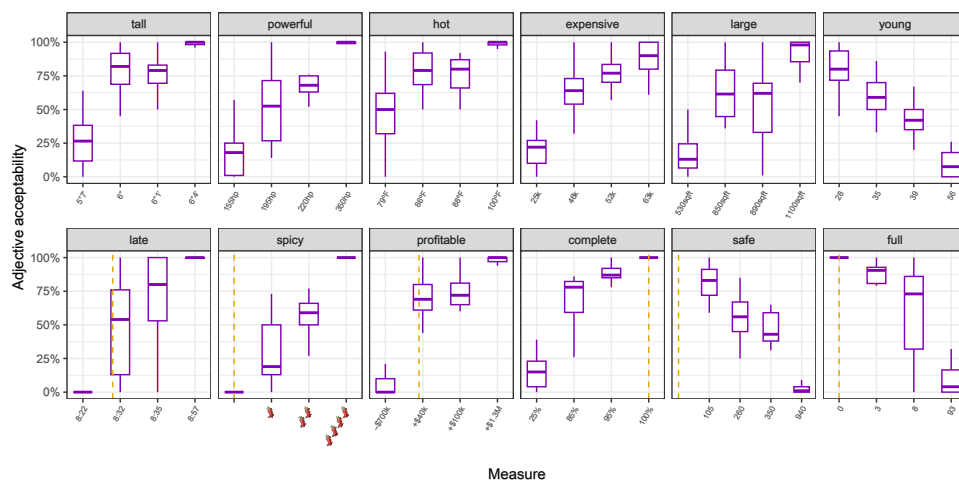 tall powerful hot expensive large young
100%
75%
50%
25%
0%
5"7' 6" 6"1' 6"4' 155hp 195hp 220hp 350hp 79°F 86°F 88°F 100°F 25k 46k 52k 63k 530sqft 850sqft 890sqft 1100sqft 28 35 39 56
late spicy profitable complete safe full
100%
75%
50%
25%
0%
8:22 8:32 8:35 8:57 −$700k +$40k +$100k +$1.3M 25% 85% 95% 100% 105 260 350 940 0 3 8 93
Adjective acceptability
Measure